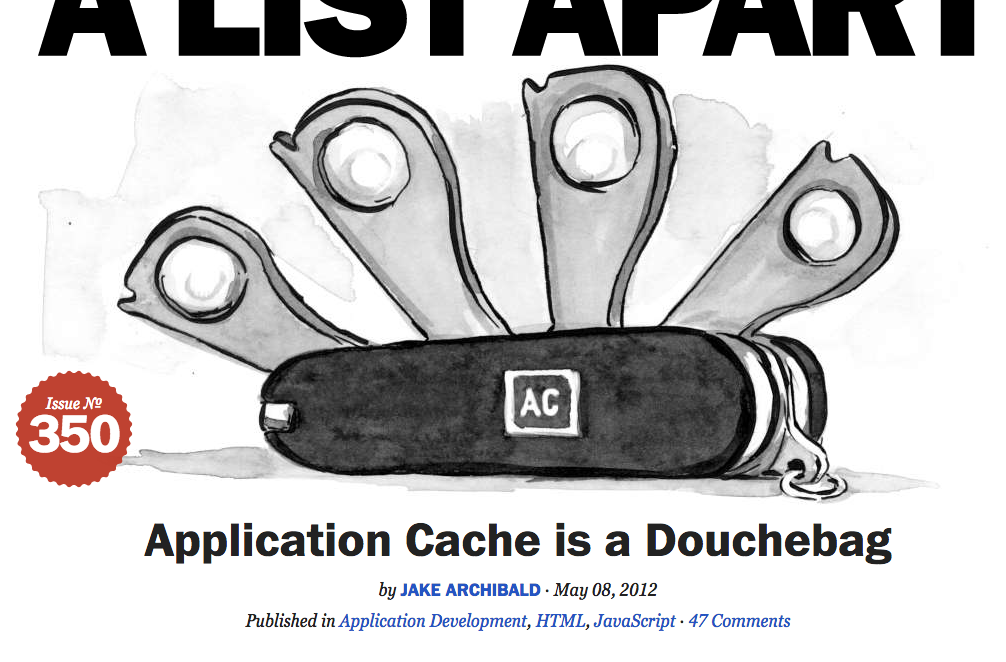 A LIST APART
AC
Issue №
350
Application Cache is a Douchebag
by JAKE ARCHIBALD · May 08, 2012
Published in Application Development, HTML, JavaScript · 47 Comments